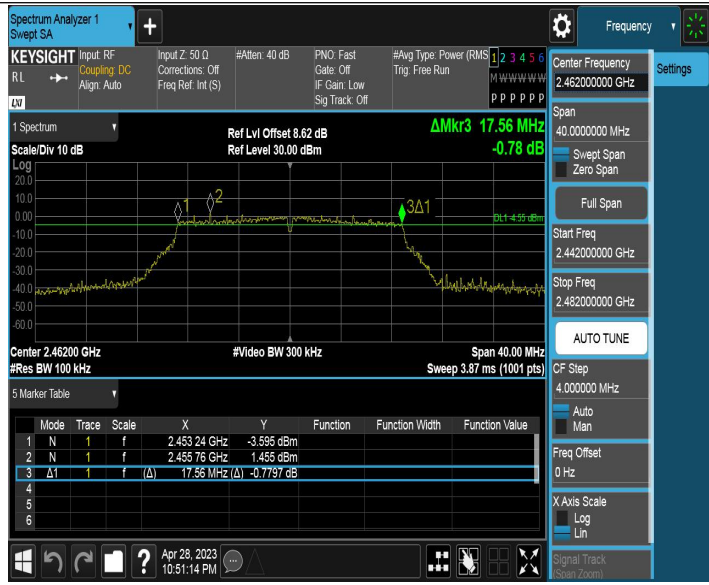 Spectrum Analyzer 1
Swept SA
Frequency
KEYSIGHT
Input: RF
Coupling: DC
Align: Auto
Input Z: 50 Ω
Corrections: Off
Freq Ref: Int (S)
#Atten: 40 dB
PNO: Fast
Gate: Off
IF Gain: Low
Sig Track: Off
#Avg Type: Power (RMS
Trig: Free Run
1 2 3 4 5 6
M W W W W W
P P P P P P
R L
LXI
1 Spectrum
Scale/Div 10 dB
Ref Lvl Offset 8.62 dB
Ref Level 30.00 dBm
ΔMkr3 17.56 MHz
-0.78 dB
Log
20.0
10.0
0.00
-10.0
-20.0
-30.0
-40.0
-50.0
-60.0
1
2
3Δ1
DL1 -4.55 dBm
Center 2.46200 GHz
#Video BW 300 kHz
Span 40.00 MHz
#Res BW 100 kHz
Sweep 3.87 ms (1001 pts)
5 Marker Table
Mode Trace Scale X Y Function Function Width Function Value
1 N 1 f 2.453 24 GHz -3.595 dBm
2 N 1 f 2.455 76 GHz 1.455 dBm
3 Δ1 1 f (Δ) 17.56 MHz (Δ) -0.7797 dB
4
5
6
?
Apr 28, 2023
10:51:14 PM
Center Frequency
2.462000000 GHz
Settings
Span
40.0000000 MHz
Swept Span
Zero Span
Full Span
Start Freq
2.442000000 GHz
Stop Freq
2.482000000 GHz
AUTO TUNE
CF Step
4.000000 MHz
Auto
Man
Freq Offset
0 Hz
X Axis Scale
Log
Lin
Signal Track
(Span Zoom)